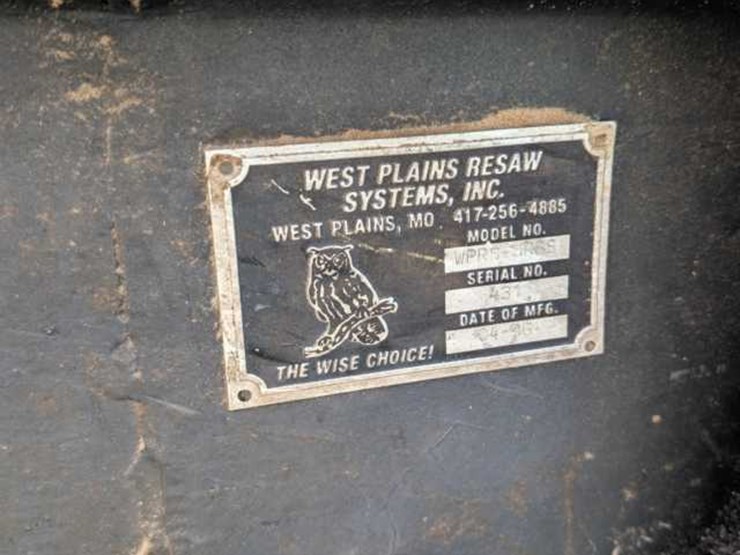 WEST PLAINS RESAW
SYSTEMS, INC.
WEST PLAINS, MO. 417-256-4885
MODEL NO.
SERIAL NO.
431
DATE OF MFG.
THE WISE CHOICE!